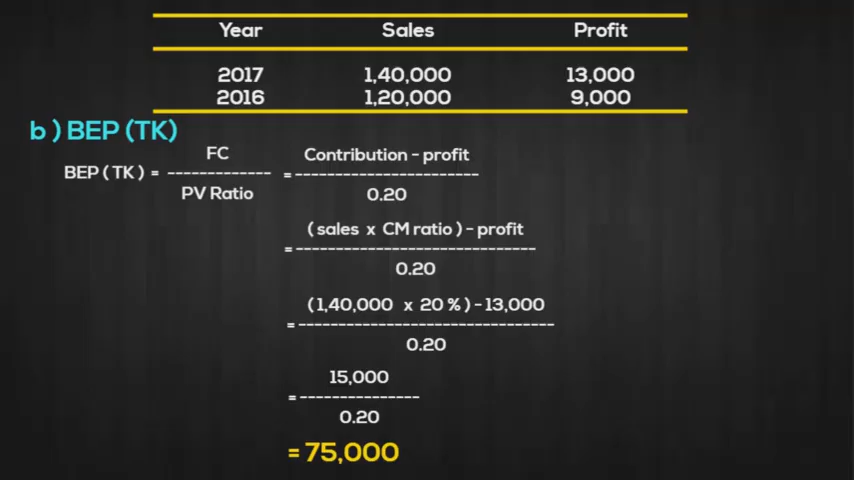 Year Sales Profit
2017 1,40,000 13,000
2016 1,20,000 9,000
b ) BEP (TK)
BEP ( TK ) = FC ------------- PV Ratio = Contribution - profit ----------------------- 0.20
= ( sales x CM ratio ) - profit ------------------------------ 0.20
= (1,40,000 x 20 % ) - 13,000 -------------------------------- 0.20
= 15,000 --------------- 0.20
= 75,000